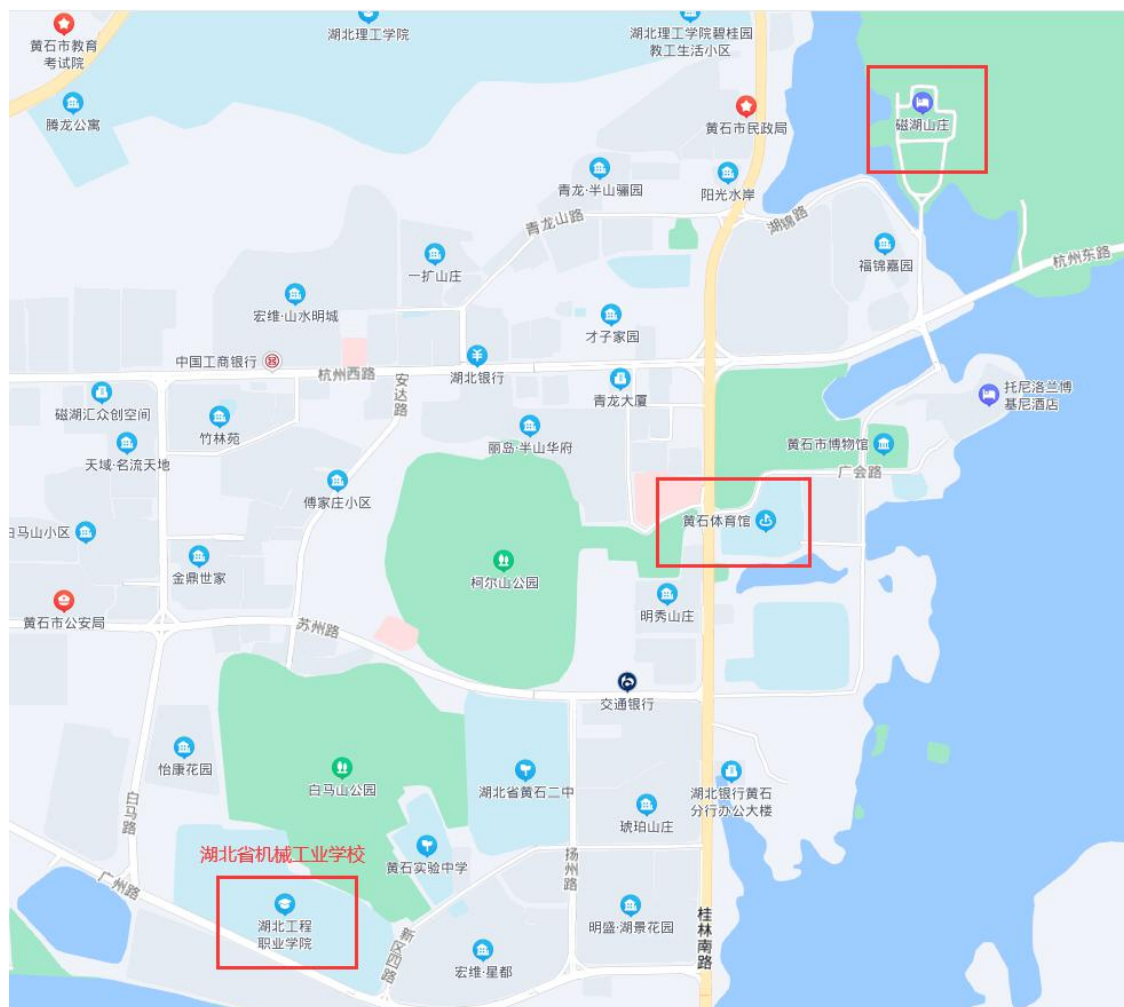 黄石市教育
考试院
湖北理工学院
湖北理工学院碧桂园
教工生活小区
腾龙公寓
黄石市民政局
磁湖山庄
青龙·半山骊园
阳光水岸
青龙山路
湖锦路
一扩山庄
福锦嘉园
杭州东路
宏维·山水明城
才子家园
中国工商银行
杭州西路
湖北银行
安达路
青龙大厦
托尼洛兰博
基尼酒店
磁湖汇众创空间
竹林苑
天域·名流天地
丽岛·半山华府
黄石市博物馆
广会路
傅家庄小区
黄石体育馆
白马山小区
金鼎世家
柯尔山公园
明秀山庄
黄石市公安局
苏州路
交通银行
怡康花园
白马山公园
湖北省黄石二中
湖北银行黄石
分行办公大楼
白马路
琥珀山庄
湖北省机械工业学校
黄石实验中学
扬州路
广州路
湖北工程
职业学院
新区四路
明盛·湖景花园
桂林南路
宏维·星都